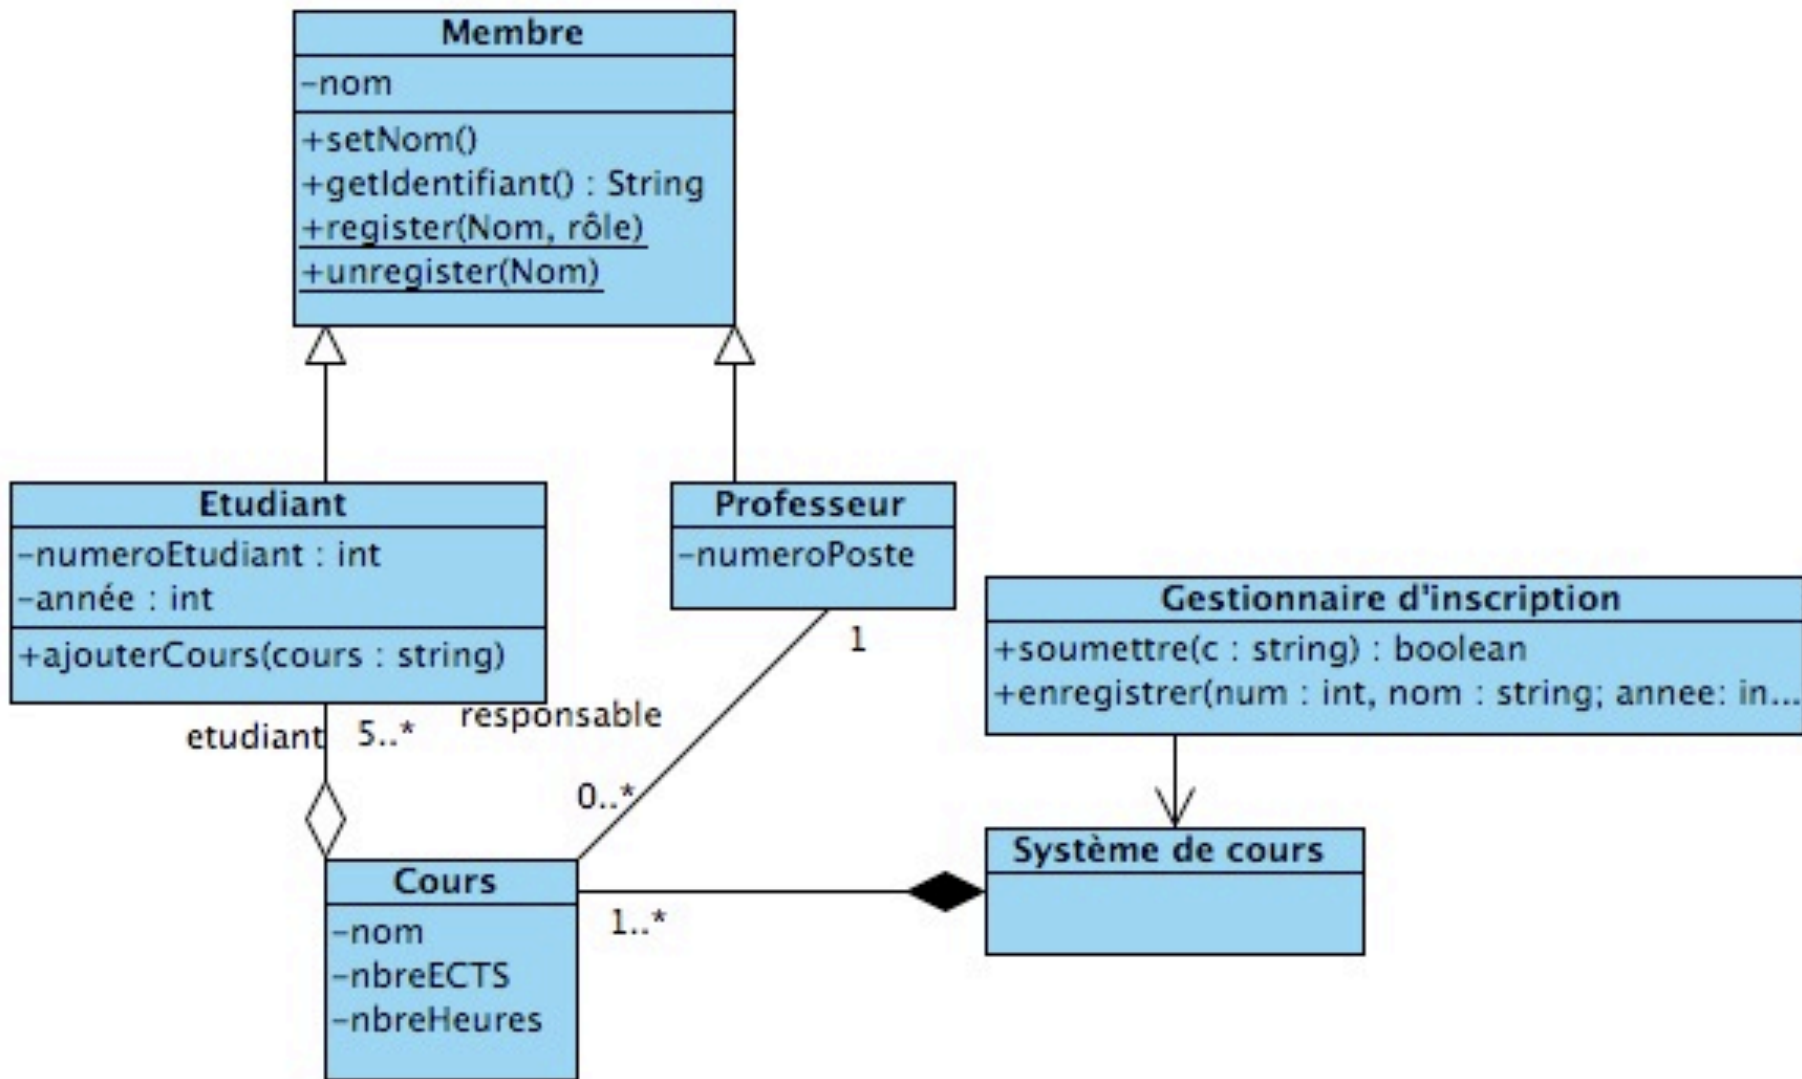 Membre
-nom
+setNom()
+getIdentifiant() : String
+register(Nom, rôle)
+unregister(Nom)
Etudiant
-numeroEtudiant : int
-année : int
+ajouterCours(cours : string)
Professeur
-numeroPoste
Gestionnaire d'inscription
+soumettre(c : string) : boolean
+enregistrer(num : int, nom : string; annee: in...
1
responsable
etudiant
5..*
0..*
Système de cours
Cours
-nom
-nbreECTS
-nbreHeures
1..*